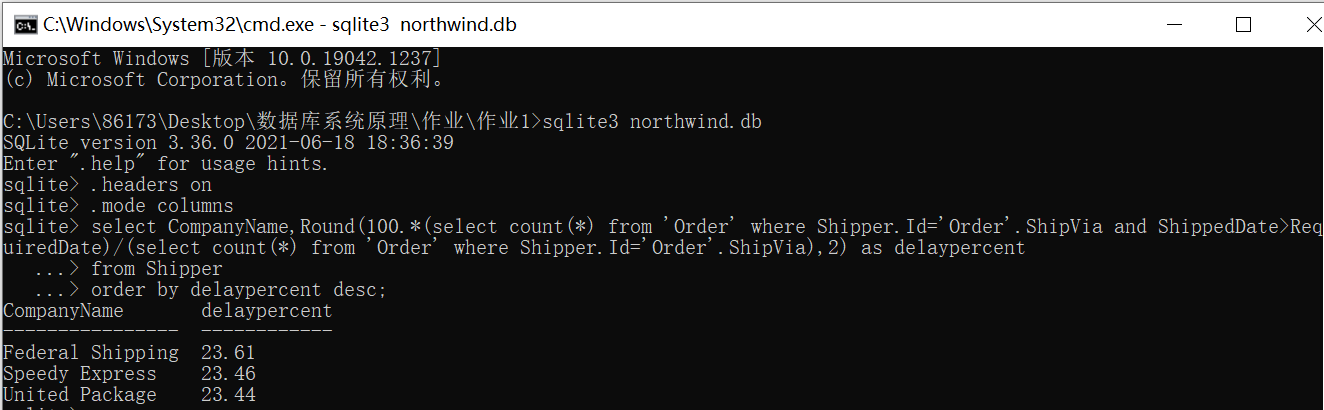 C:\Windows\System32\cmd.exe - sqlite3 northwind.db
Microsoft Windows [版本 10.0.19042.1237]
(c) Microsoft Corporation。保留所有权利。
C:\Users\86173\Desktop\数据库系统原理\作业\作业1>sqlite3 northwind.db
SQLite version 3.36.0 2021-06-18 18:36:39
Enter ".help" for usage hints.
sqlite> .headers on
sqlite> .mode columns
sqlite> select CompanyName,Round(100.*(select count(*) from 'Order' where Shipper.Id='Order'.ShipVia and ShippedDate>Req
uiredDate)/(select count(*) from 'Order' where Shipper.Id='Order'.ShipVia),2) as delaypercent
   ...> from Shipper
   ...> order by delaypercent desc;
CompanyName       delaypercent
----------------  ------------
Federal Shipping  23.61
Speedy Express    23.46
United Package    23.44